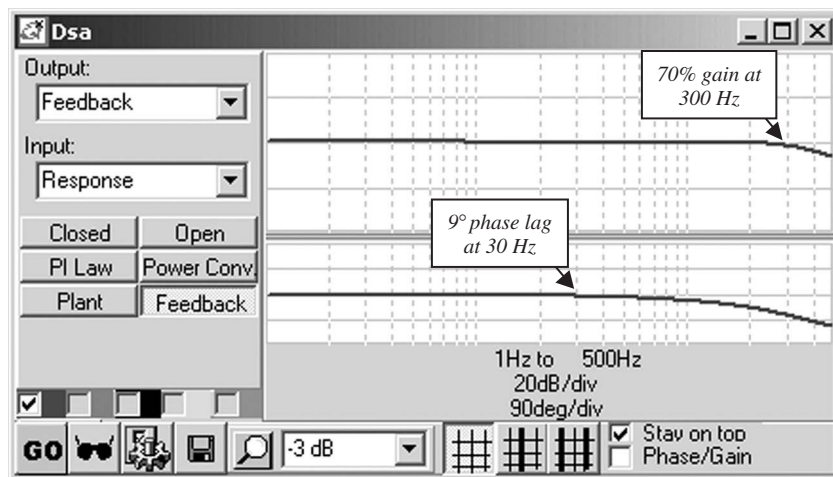 Dsa
Output:
Feedback
Input:
Response
Closed
Open
PI Law
Power Conv.
Plant
Feedback
70% gain at
300 Hz
9° phase lag
at 30 Hz
1Hz to 500Hz
20dB/div
90deg/div
GO
-3 dB
Stay on top
Phase/Gain